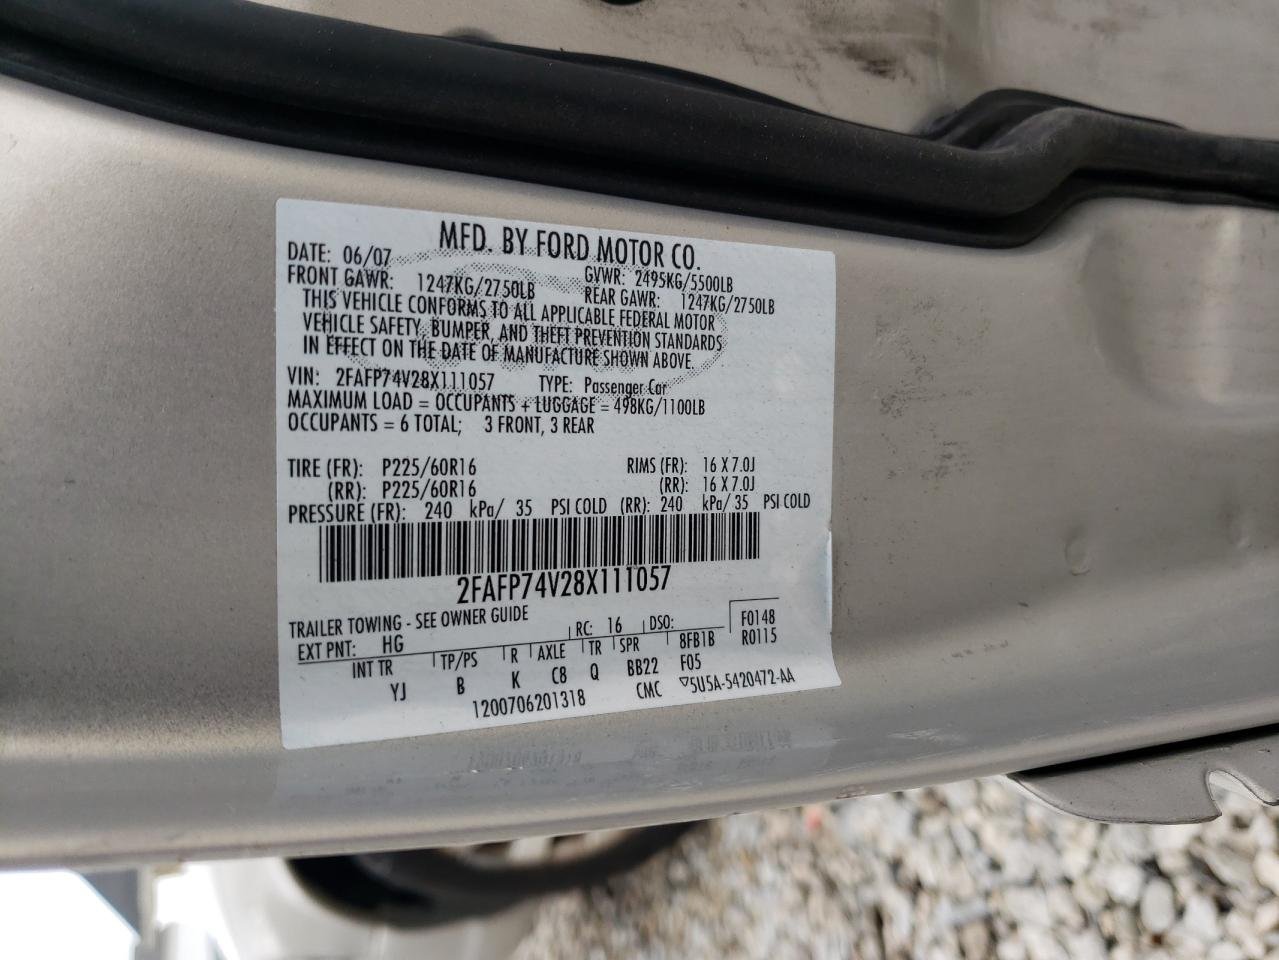 MFD. BY FORD MOTOR CO.
DATE: 06/07 GVWR: 2495KG/5500LB
FRONT GAWR: 1247KG/2750LB REAR GAWR: 1247KG/2750LB
THIS VEHICLE CONFORMS TO ALL APPLICABLE FEDERAL MOTOR
VEHICLE SAFETY, BUMPER, AND THEFT PREVENTION STANDARDS
IN EFFECT ON THE DATE OF MANUFACTURE SHOWN ABOVE.
VIN: 2FAFP74V28X111057 TYPE: Passenger Car
MAXIMUM LOAD = OCCUPANTS + LUGGAGE = 498KG/1100LB
OCCUPANTS = 6 TOTAL; 3 FRONT, 3 REAR
TIRE (FR): P225/60R16 RIMS (FR): 16 X 7.0J
(RR): P225/60R16 (RR): 16 X 7.0J
PRESSURE (FR): 240 kPa/ 35 PSI COLD (RR): 240 kPa/ 35 PSI COLD
2FAFP74V28X111057
TRAILER TOWING - SEE OWNER GUIDE
EXT PNT: HG RC: 16 DSO: F0148
INT TR TP/PS R AXLE TR SPR 8FB1B R0115
YJ B K C8 Q BB22 F05
1200706201318 CMC ▽5U5A-5420472-AA